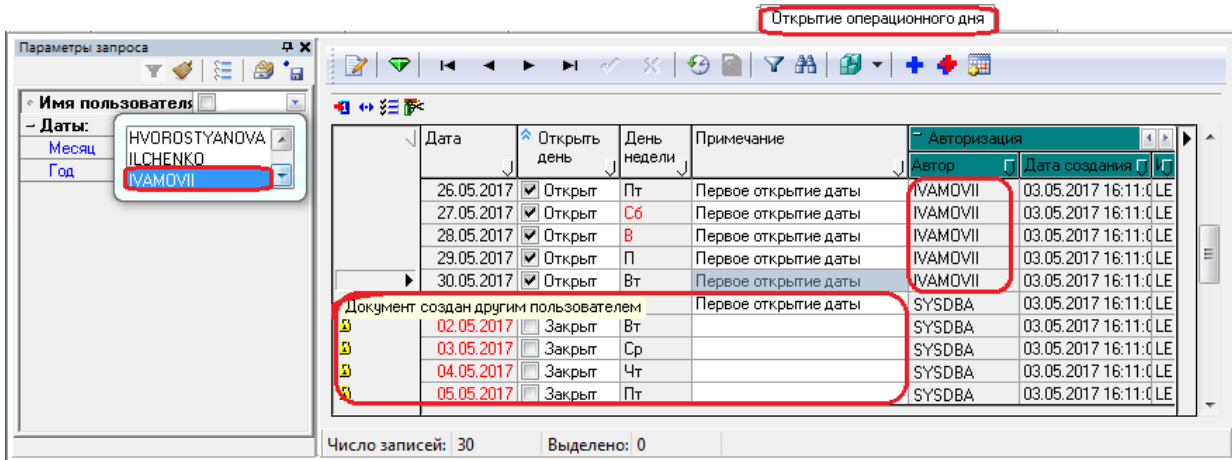 Открытие операционного дня
Параметры запроса
Имя пользователя
HVOROSTYANOVA
ILCHENKO
IVAMOVII
Даты:
Месяц
Год
Дата Открыть день День недели Примечание Авторизация
Автор Дата создания
26.05.2017 Открыт Пт Первое открытие даты IVAMOVII 03.05.2017 16:11:0 LE
27.05.2017 Открыт Сб Первое открытие даты IVAMOVII 03.05.2017 16:11:0 LE
28.05.2017 Открыт В Первое открытие даты IVAMOVII 03.05.2017 16:11:0 LE
29.05.2017 Открыт П Первое открытие даты IVAMOVII 03.05.2017 16:11:0 LE
30.05.2017 Открыт Вт Первое открытие даты IVAMOVII 03.05.2017 16:11:0 LE
Документ создан другим пользователем Первое открытие даты SYSDBA 03.05.2017 16:11:0 LE
02.05.2017 Закрыт Вт SYSDBA 03.05.2017 16:11:0 LE
03.05.2017 Закрыт Ср SYSDBA 03.05.2017 16:11:0 LE
04.05.2017 Закрыт Чт SYSDBA 03.05.2017 16:11:0 LE
05.05.2017 Закрыт Пт SYSDBA 03.05.2017 16:11:0 LE
Число записей: 30 Выделено: 0